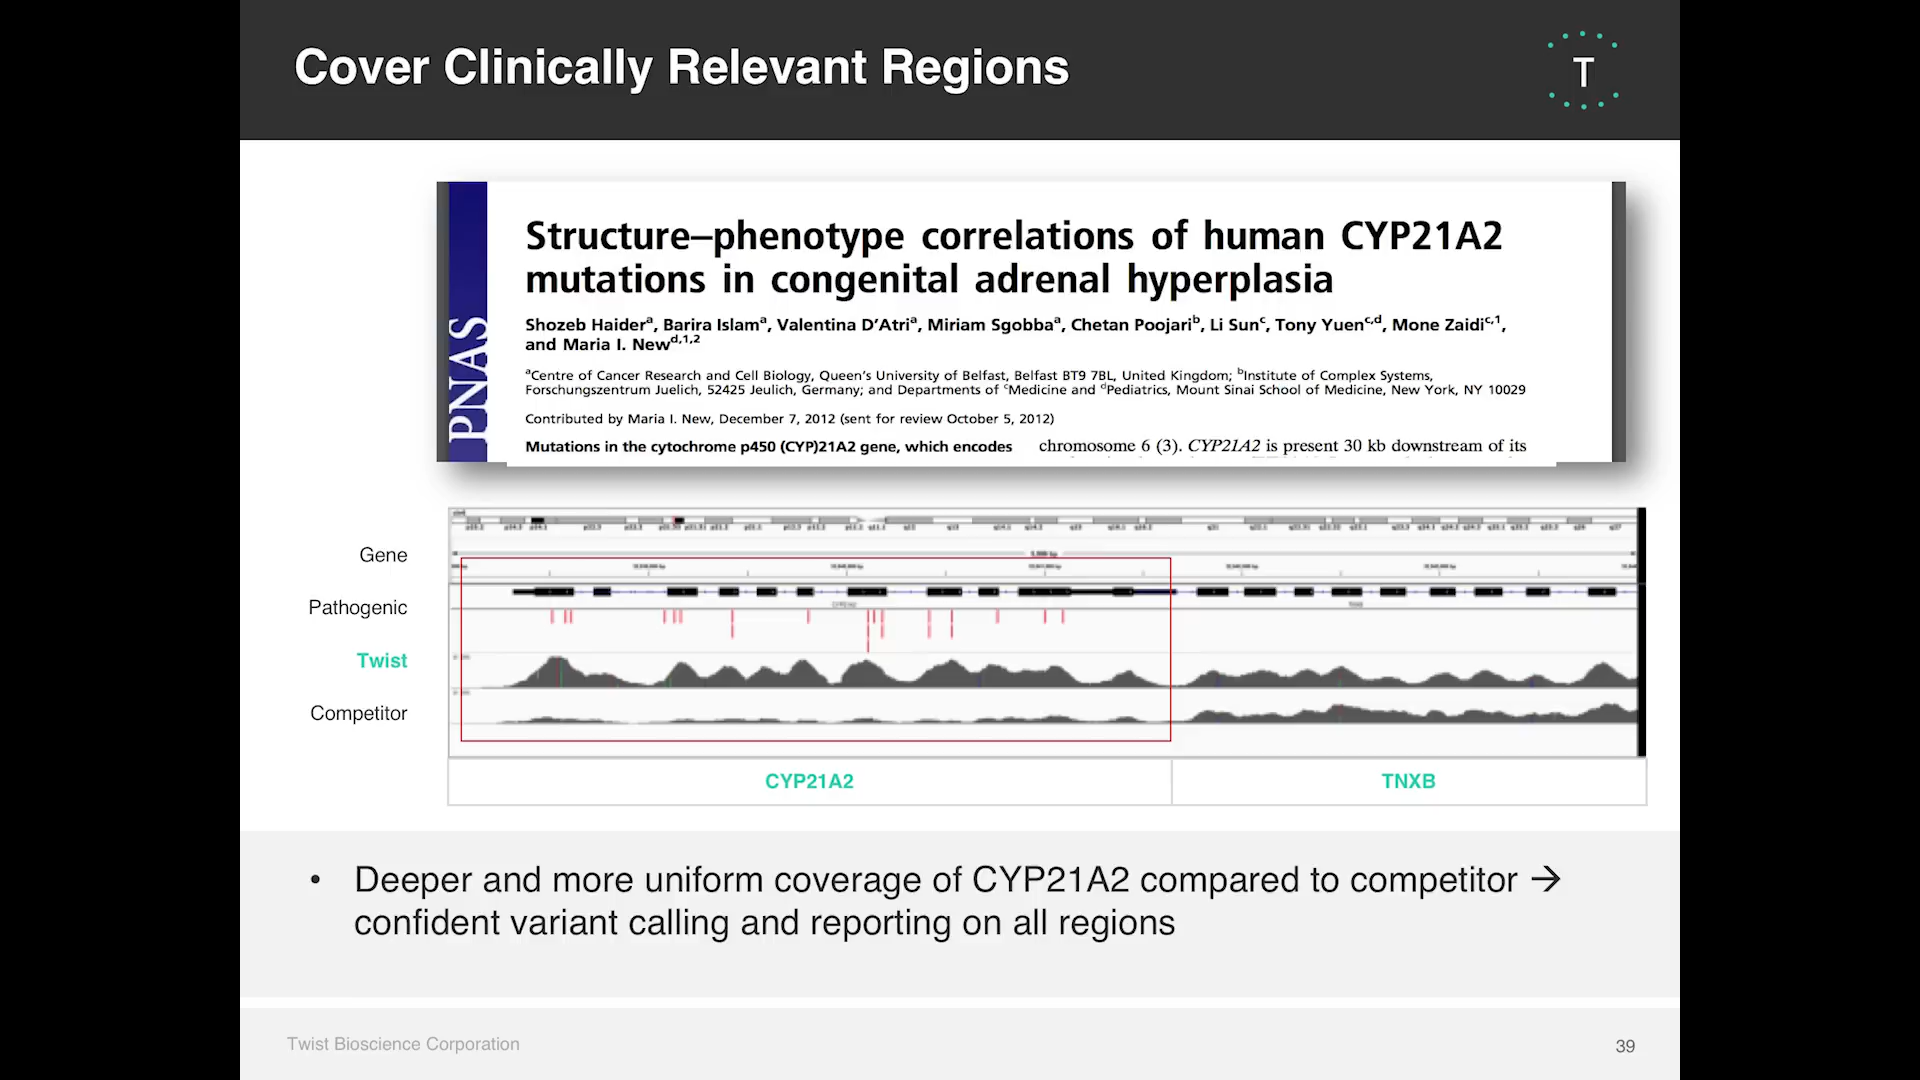 Cover Clinically Relevant Regions
T
PNAS
Structure–phenotype correlations of human CYP21A2
mutations in congenital adrenal hyperplasia
Shozeb Haiderᵃ, Barira Islamᵃ, Valentina D’Atriᵃ, Miriam Sgobbaᵃ, Chetan Poojariᵇ, Li Sunᶜ, Tony Yuenᶜ,ᵈ, Mone Zaidiᶜ,¹,
and Maria I. Newᵈ,¹,²
ᵃCentre of Cancer Research and Cell Biology, Queen’s University of Belfast, Belfast BT9 7BL, United Kingdom; ᵇInstitute of Complex Systems,
Forschungszentrum Juelich, 52425 Jeulich, Germany; and Departments of ᶜMedicine and ᵈPediatrics, Mount Sinai School of Medicine, New York, NY 10029
Contributed by Maria I. New, December 7, 2012 (sent for review October 5, 2012)
Mutations in the cytochrome p450 (CYP)21A2 gene, which encodes
chromosome 6 (3). CYP21A2 is present 30 kb downstream of its
Gene
Pathogenic
Twist
Competitor
CYP21A2
TNXB
• Deeper and more uniform coverage of CYP21A2 compared to competitor →
confident variant calling and reporting on all regions
Twist Bioscience Corporation
39